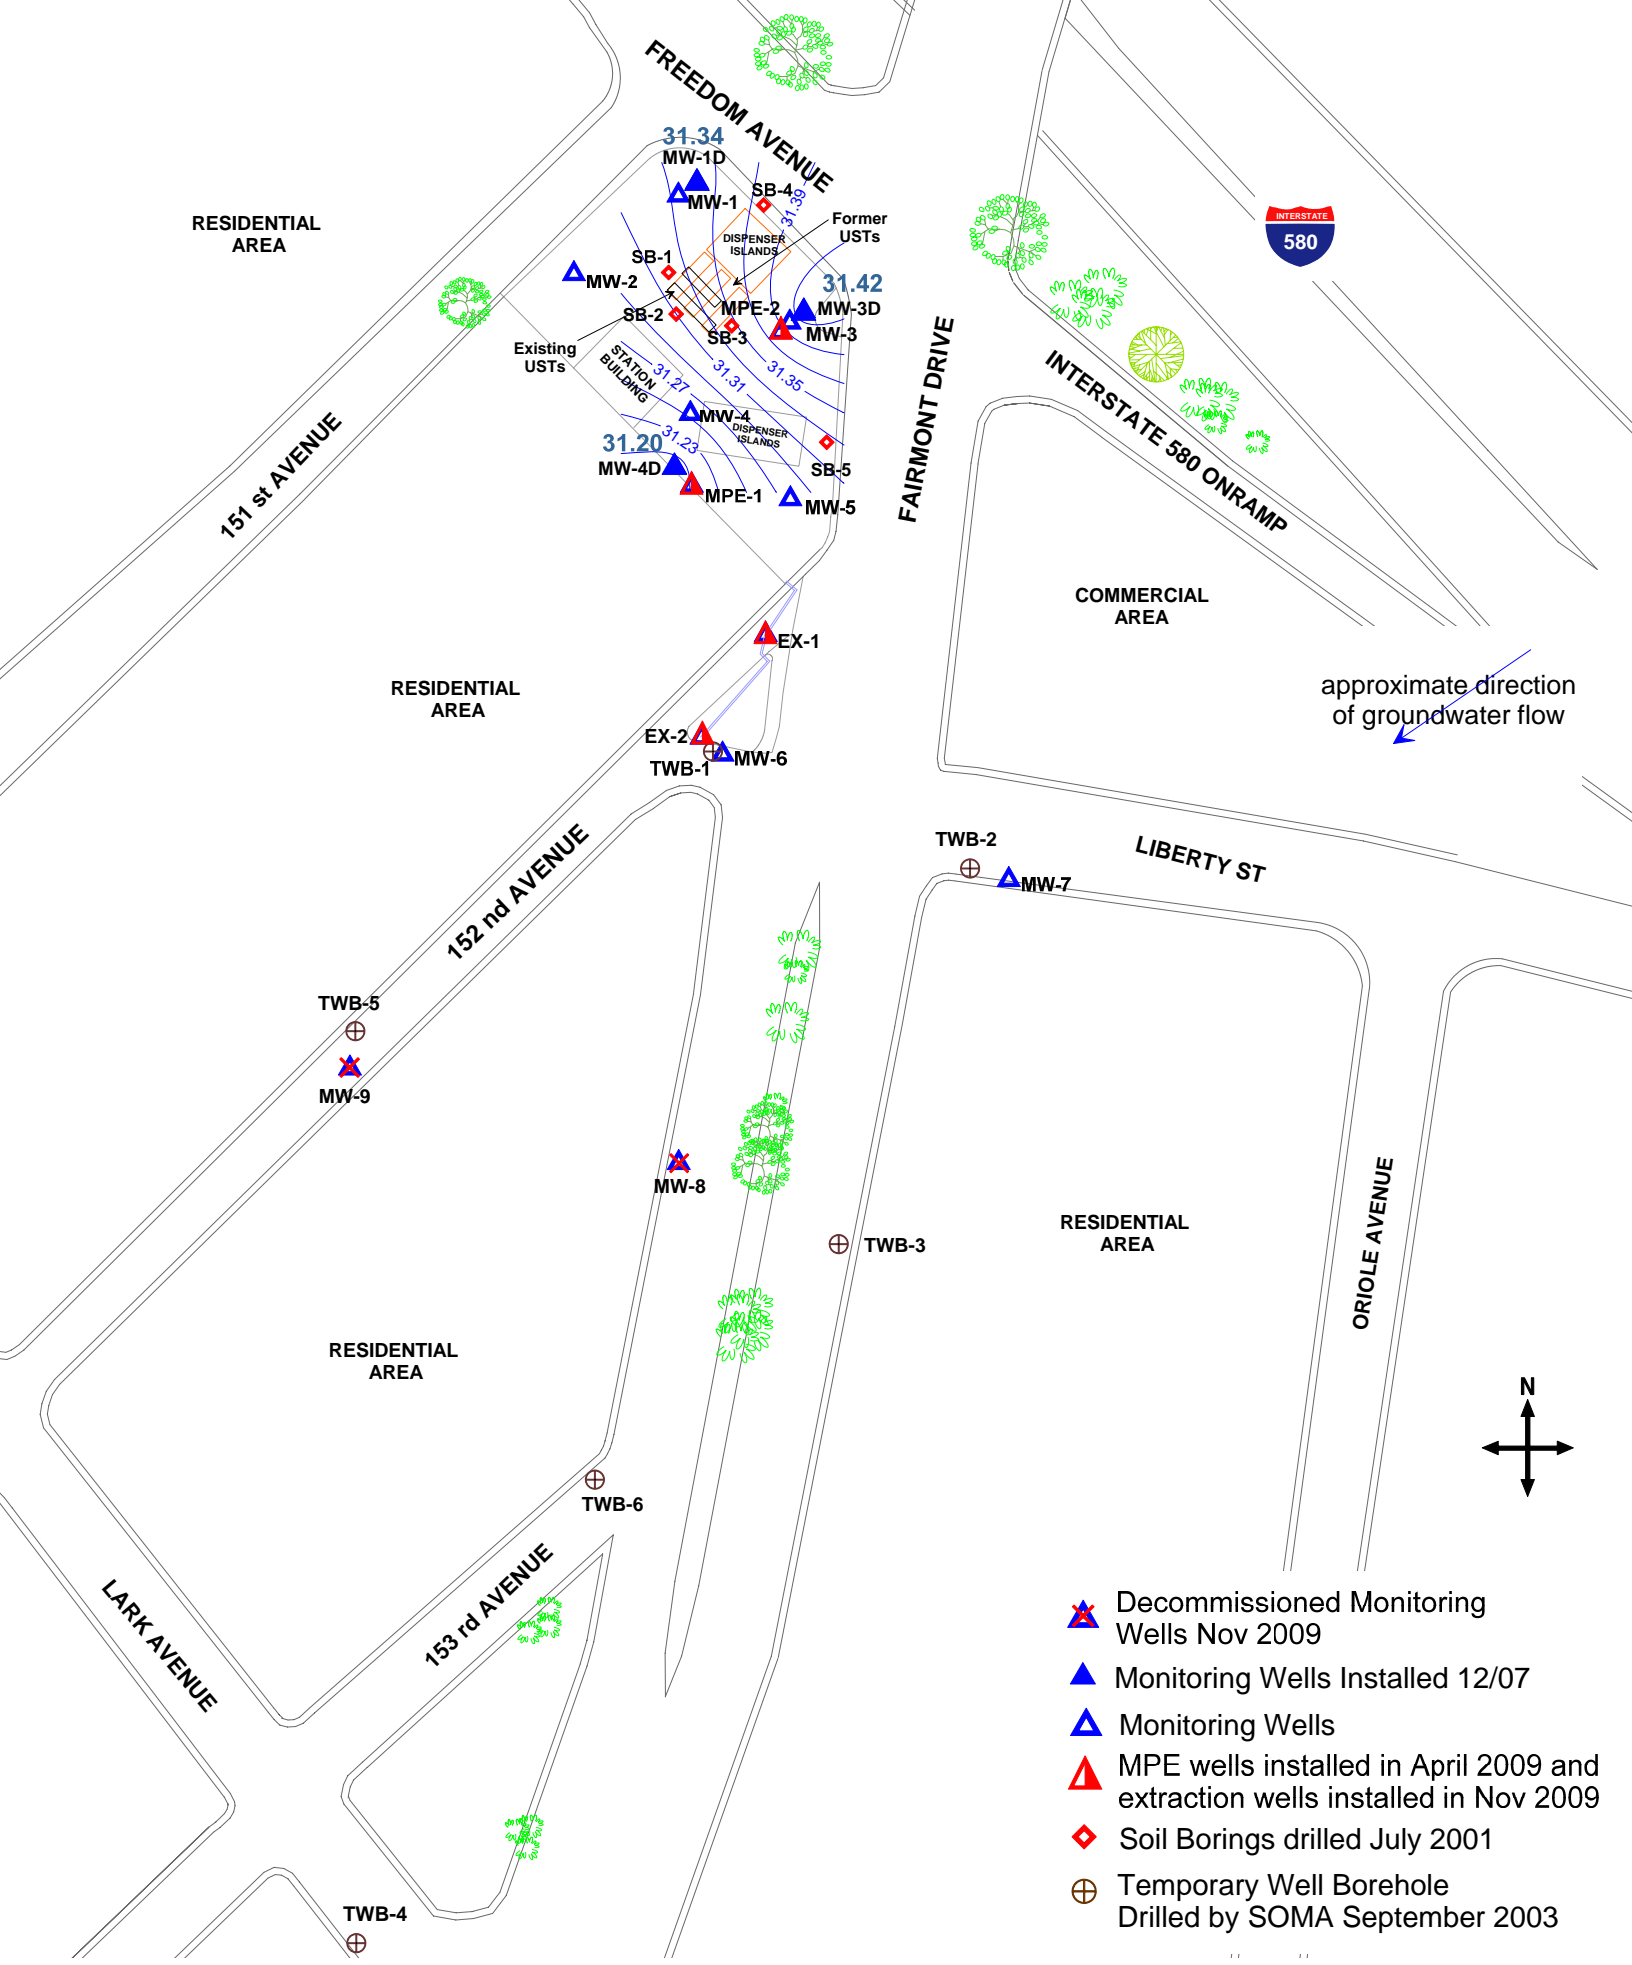 FREEDOM AVENUE
31.34
MW-1D
MW-1
SB-4
31.39
Former
USTs
RESIDENTIAL
AREA
INTERSTATE
580
DISPENSER
ISLANDS
SB-1
MW-2
31.42
MW-3D
MPE-2
MW-3
SB-2
SB-3
Existing
USTs
STATION
BUILDING
31.27
31.31
31.35
FAIRMONT DRIVE
INTERSTATE 580 ONRAMP
MW-4
DISPENSER
ISLANDS
31.23
31.20
MW-4D
SB-5
MPE-1
MW-5
151 st AVENUE
COMMERCIAL
AREA
EX-1
RESIDENTIAL
AREA
approximate direction
of groundwater flow
EX-2
MW-6
TWB-1
TWB-2
LIBERTY ST
MW-7
152 nd AVENUE
TWB-5
MW-9
MW-8
TWB-3
RESIDENTIAL
AREA
ORIOLE AVENUE
RESIDENTIAL
AREA
N
TWB-6
153 rd AVENUE
LARK AVENUE
TWB-4
Decommissioned Monitoring
Wells Nov 2009
Monitoring Wells Installed 12/07
Monitoring Wells
MPE wells installed in April 2009 and
extraction wells installed in Nov 2009
Soil Borings drilled July 2001
Temporary Well Borehole
Drilled by SOMA September 2003